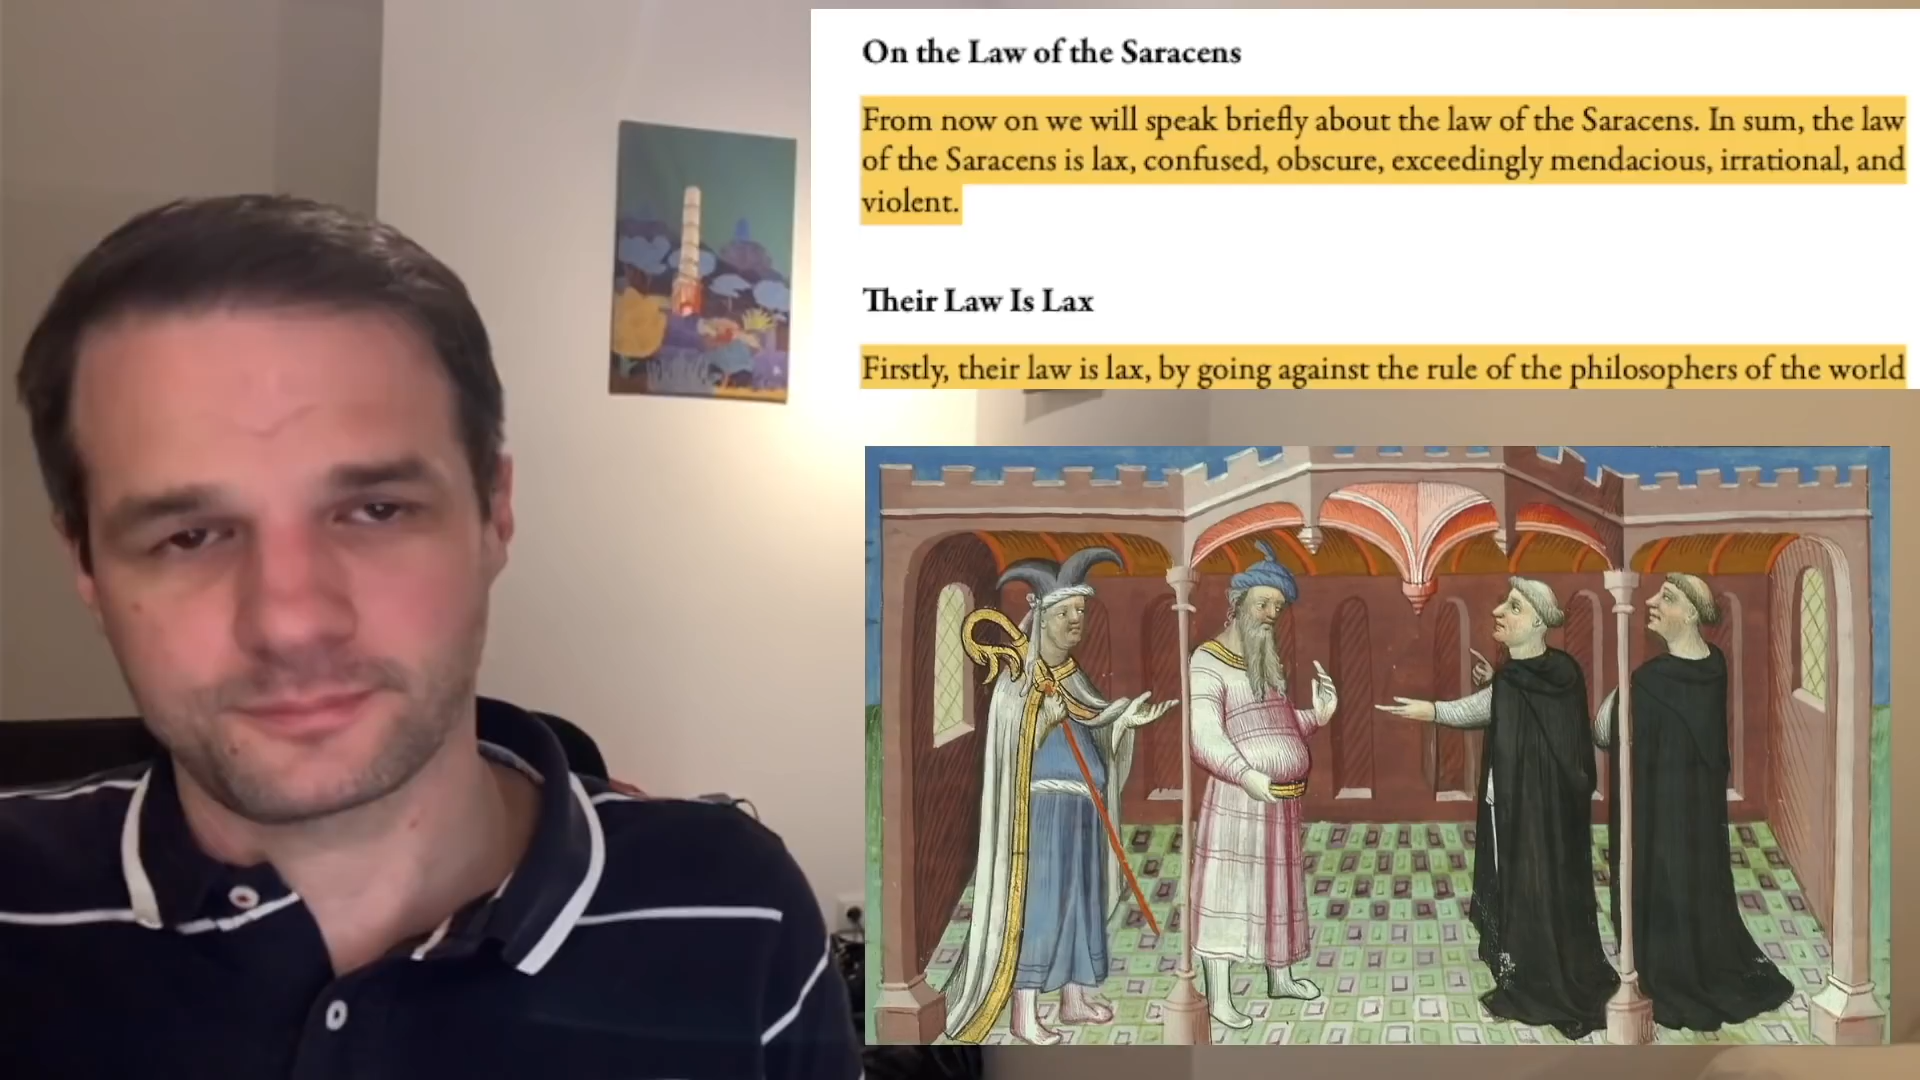 On the Law of the Saracens
From now on we will speak briefly about the law of the Saracens. In sum, the law
of the Saracens is lax, confused, obscure, exceedingly mendacious, irrational, and
violent.
Their Law Is Lax
Firstly, their law is lax, by going against the rule of the philosophers of the world